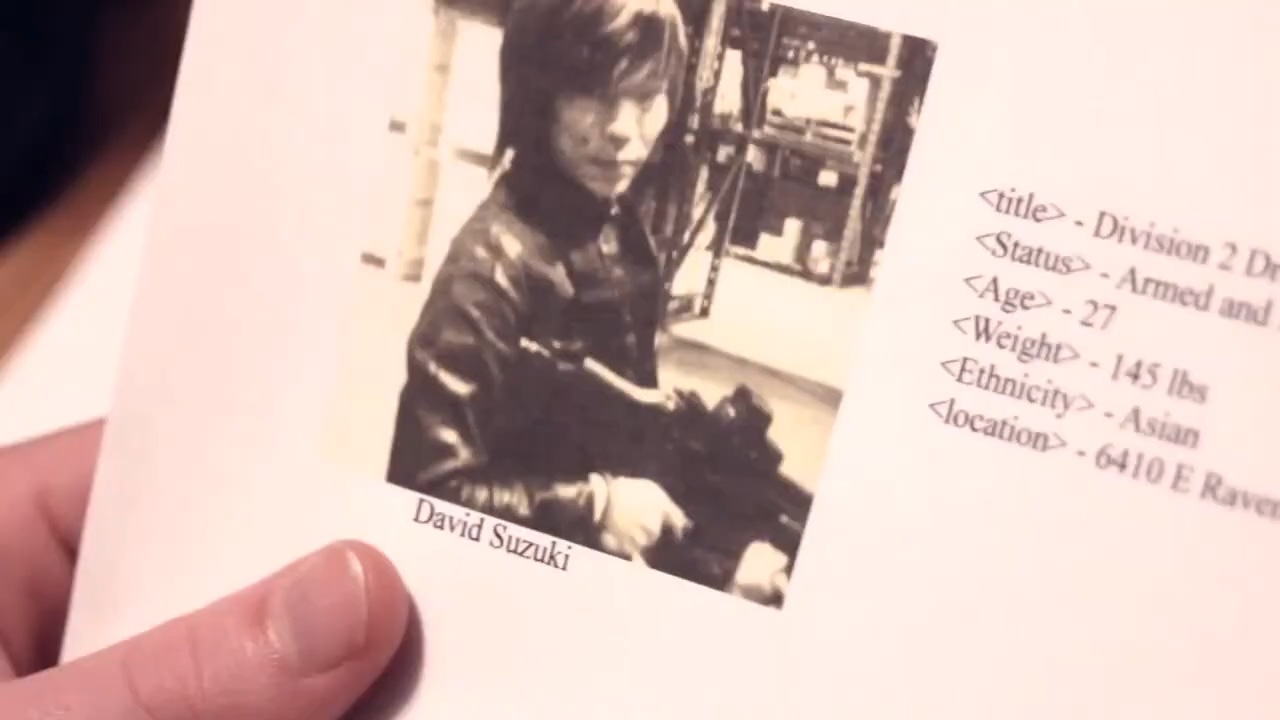 <title> - Division 2
<Status> - Armed and
<Age> - 27
<Weight> - 145 lbs
<Ethnicity> - Asian
<location> - 6410 E
David Suzuki